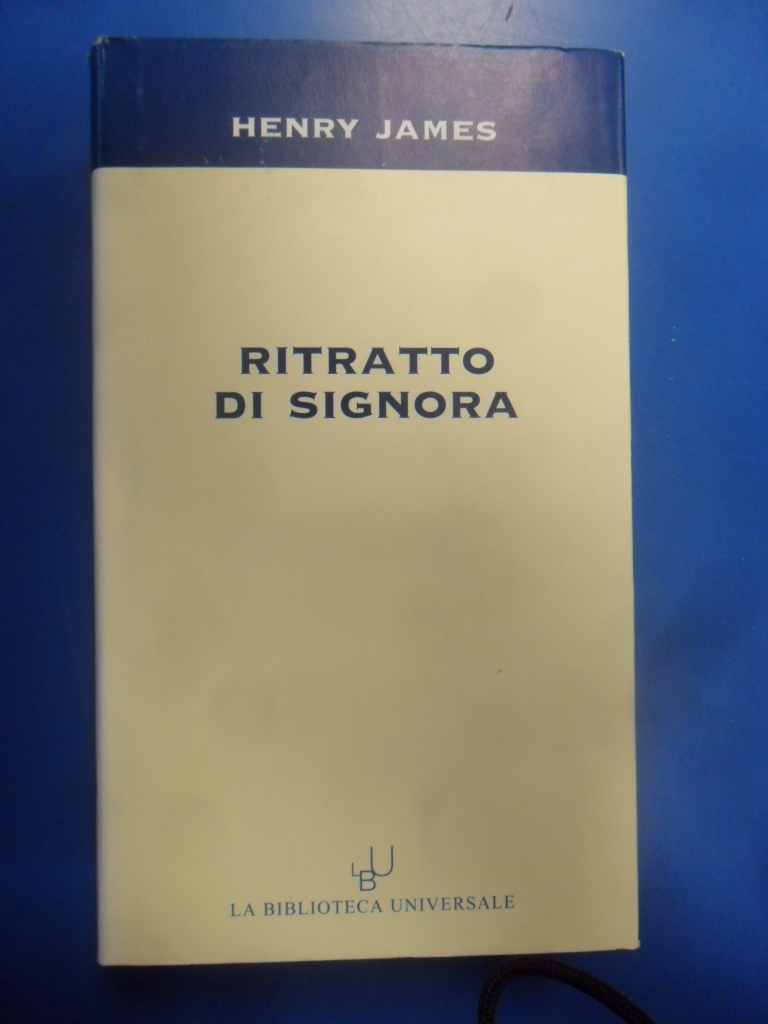 HENRY JAMES
RITRATTO
DI SIGNORA
LBU
LA BIBLIOTECA UNIVERSALE